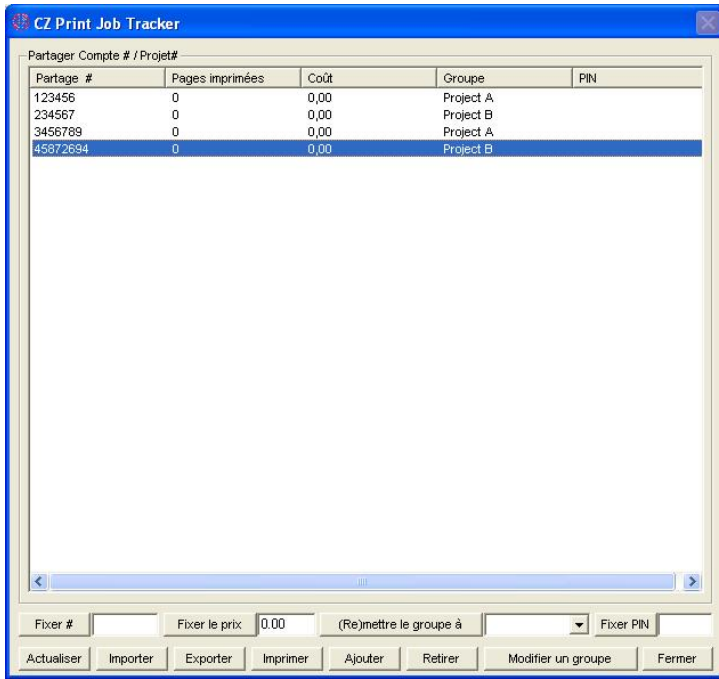 CZ Print Job Tracker
Partager Compte # / Projet#
Partage # Pages imprimées Coût Groupe PIN
123456 0 0,00 Project A
234567 0 0,00 Project B
3456789 0 0,00 Project A
45872694 0 0,00 Project B
Fixer # Fixer le prix 0.00 (Re)mettre le groupe à Fixer PIN
Actualiser Importer Exporter Imprimer Ajouter Retirer Modifier un groupe Fermer